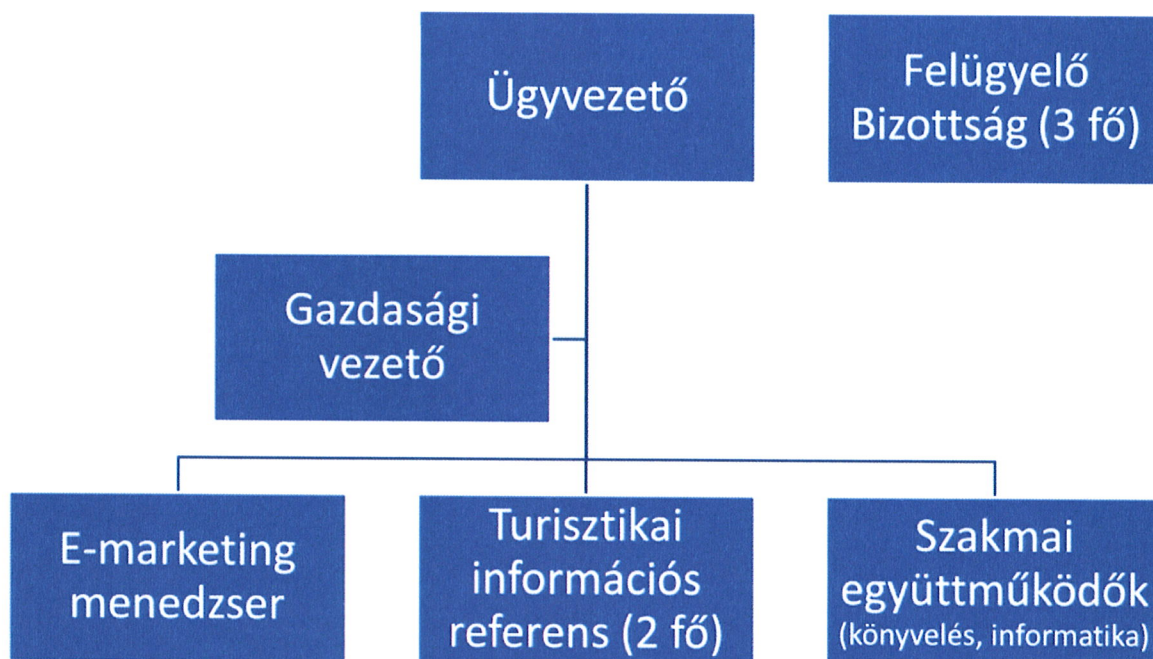 Ügyvezető
Felügyelő
Bizottság (3 fő)
Gazdasági
vezető
E-marketing
menedzser
Turisztikai
információs
referens (2 fő)
Szakmai
együttműködők
(könyvelés, informatika)